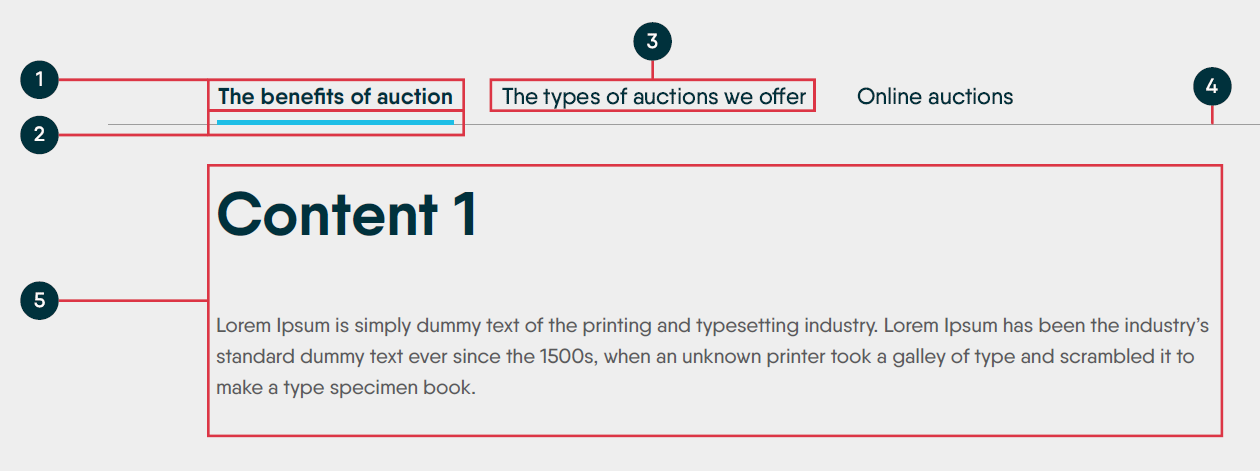 3
1
The benefits of auction The types of auctions we offer Online auctions
4
2
Content 1
5
Lorem Ipsum is simply dummy text of the printing and typesetting industry. Lorem Ipsum has been the industry’s
standard dummy text ever since the 1500s, when an unknown printer took a galley of type and scrambled it to
make a type specimen book.